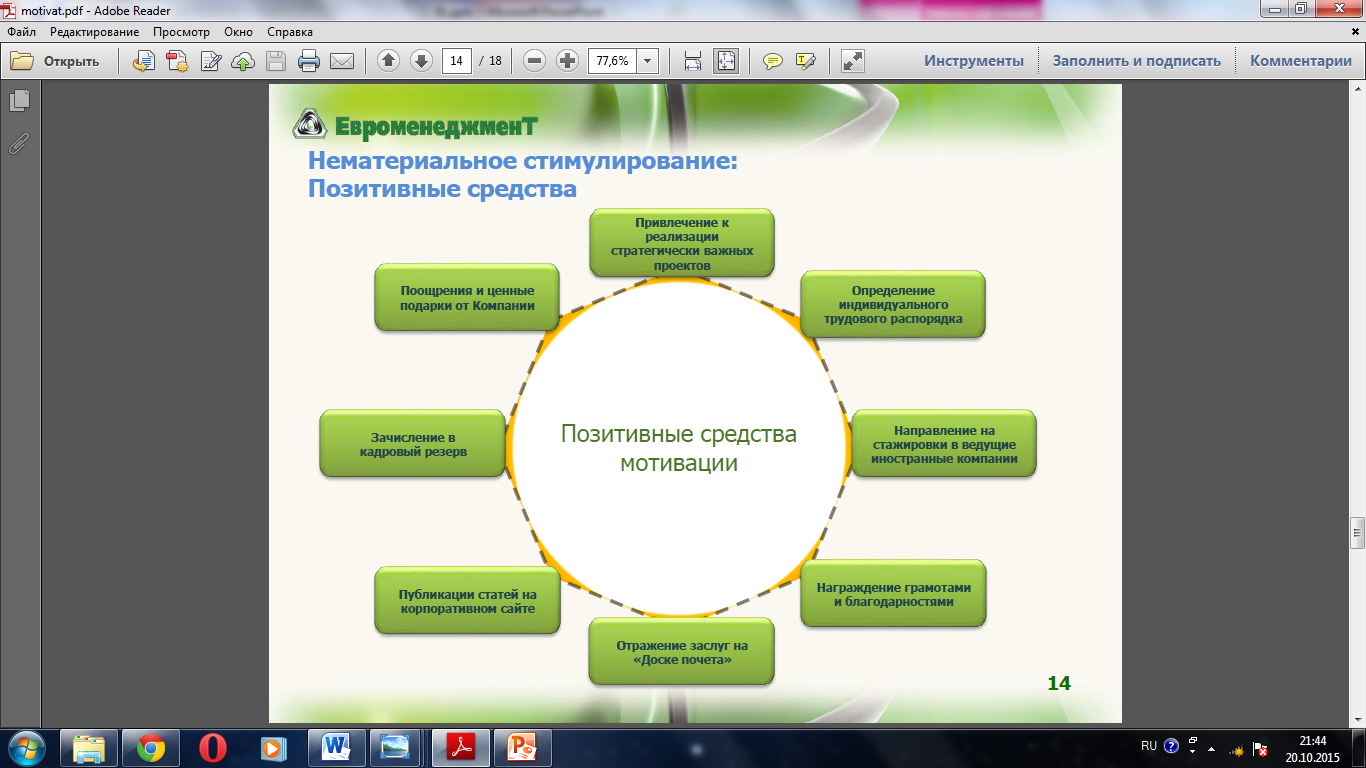 motivat.pdf - Adobe Reader
Файл Редактирование Просмотр Окно Справка
Открыть 14 / 18 77,6% Инструменты Заполнить и подписать Комментарии
ЕвроменеджменТ
Нематериальное стимулирование:
Позитивные средства
Привлечение к
реализации
стратегически важных
проектов
Поощрения и ценные
подарки от Компании
Определение
индивидуального
трудового распорядка
Зачисление в
кадровый резерв
Позитивные средства
мотивации
Направление на
стажировки в ведущие
иностранные компании
Публикации статей на
корпоративном сайте
Награждение грамотами
и благодарностями
Отражение заслуг на
«Доске почета»
14
RU
21:44
20.10.2015